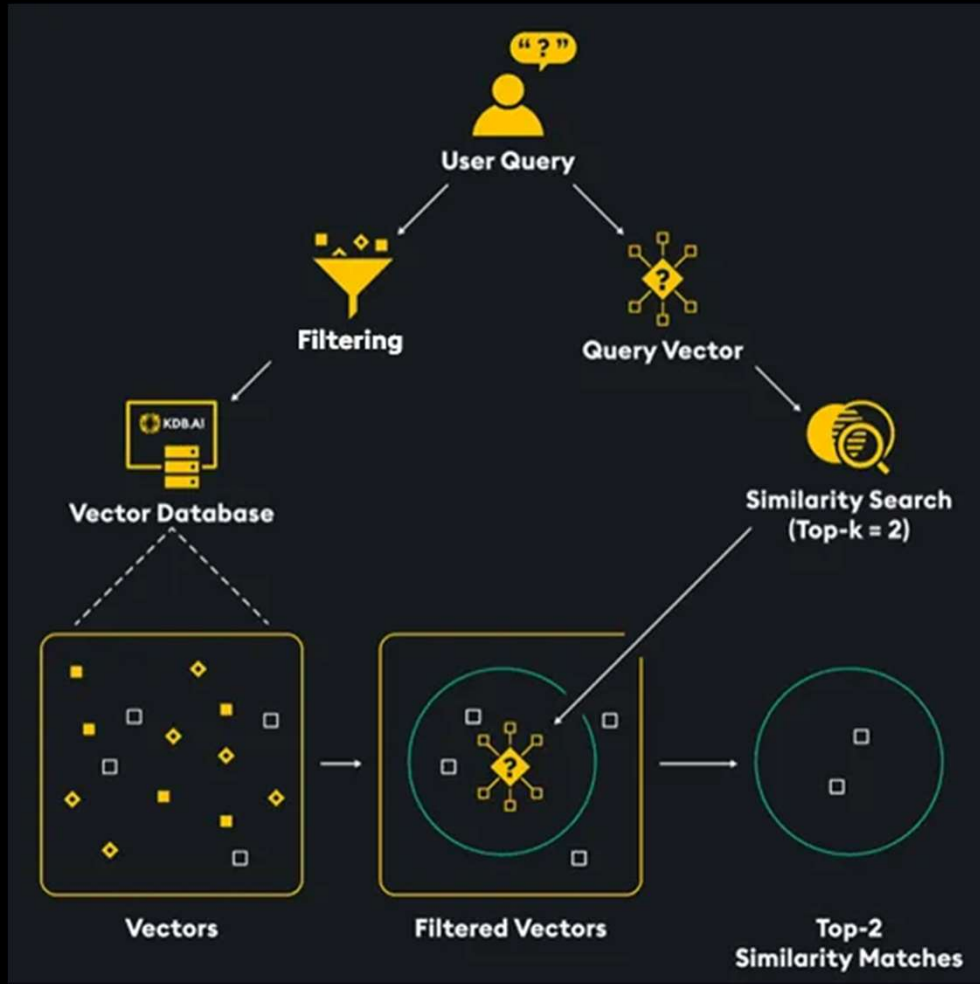 “ ? ”
User Query
?
Filtering
Query Vector
KDB.AI
Vector Database
Similarity Search
(Top-k = 2)
?
Vectors
Filtered Vectors
Top-2
Similarity Matches